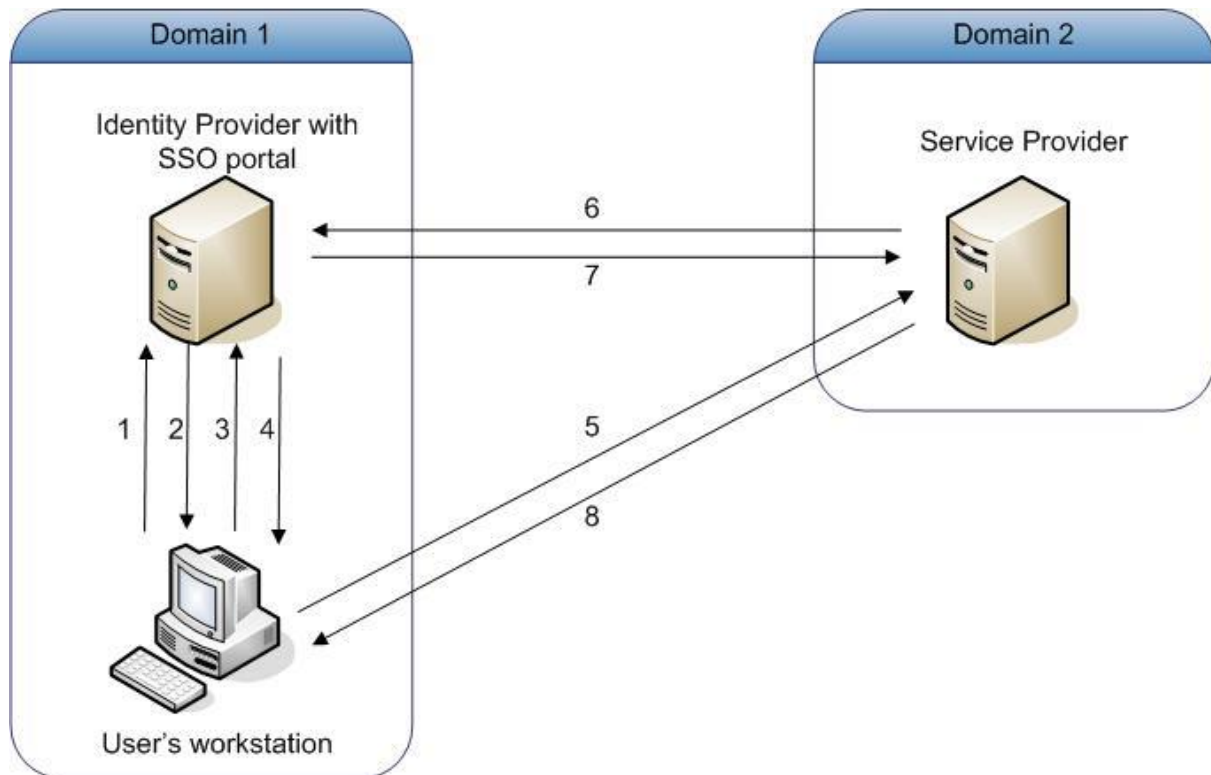 Domain 1
Domain 2
Identity Provider with
SSO portal
Service Provider
6
7
1
2
3
4
5
8
User's workstation